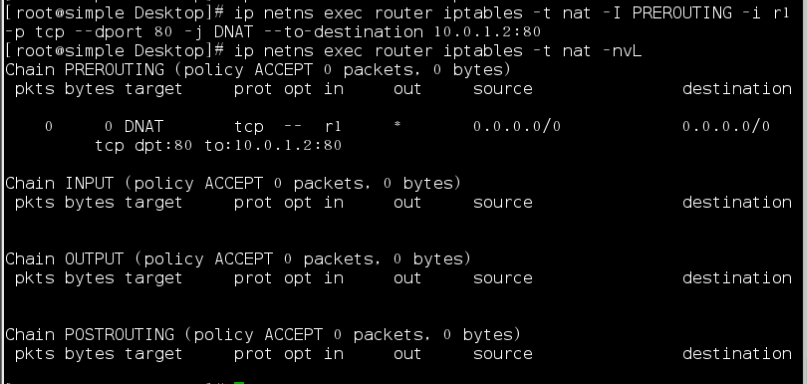 [root@simple Desktop]# ip netns exec router iptables -t nat -I PREROUTING -i r1
-p tcp --dport 80 -j DNAT --to-destination 10.0.1.2:80
[root@simple Desktop]# ip netns exec router iptables -t nat -nvL
Chain PREROUTING (policy ACCEPT 0 packets, 0 bytes)
pkts bytes target prot opt in out source destination
0 0 DNAT tcp -- r1 * 0.0.0.0/0 0.0.0.0/0
tcp dpt:80 to:10.0.1.2:80
Chain INPUT (policy ACCEPT 0 packets, 0 bytes)
pkts bytes target prot opt in out source destination
Chain OUTPUT (policy ACCEPT 0 packets, 0 bytes)
pkts bytes target prot opt in out source destination
Chain POSTROUTING (policy ACCEPT 0 packets, 0 bytes)
pkts bytes target prot opt in out source destination